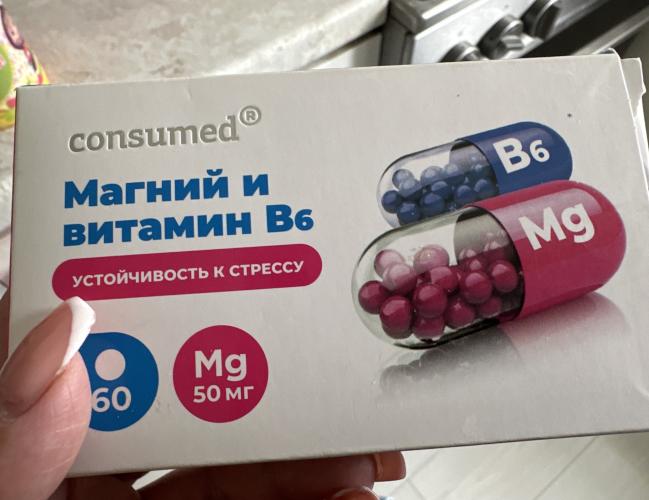 consumed®
Магний и
витамин B6
УСТОЙЧИВОСТЬ К СТРЕССУ
60
Mg
50 МГ
B6
Mg